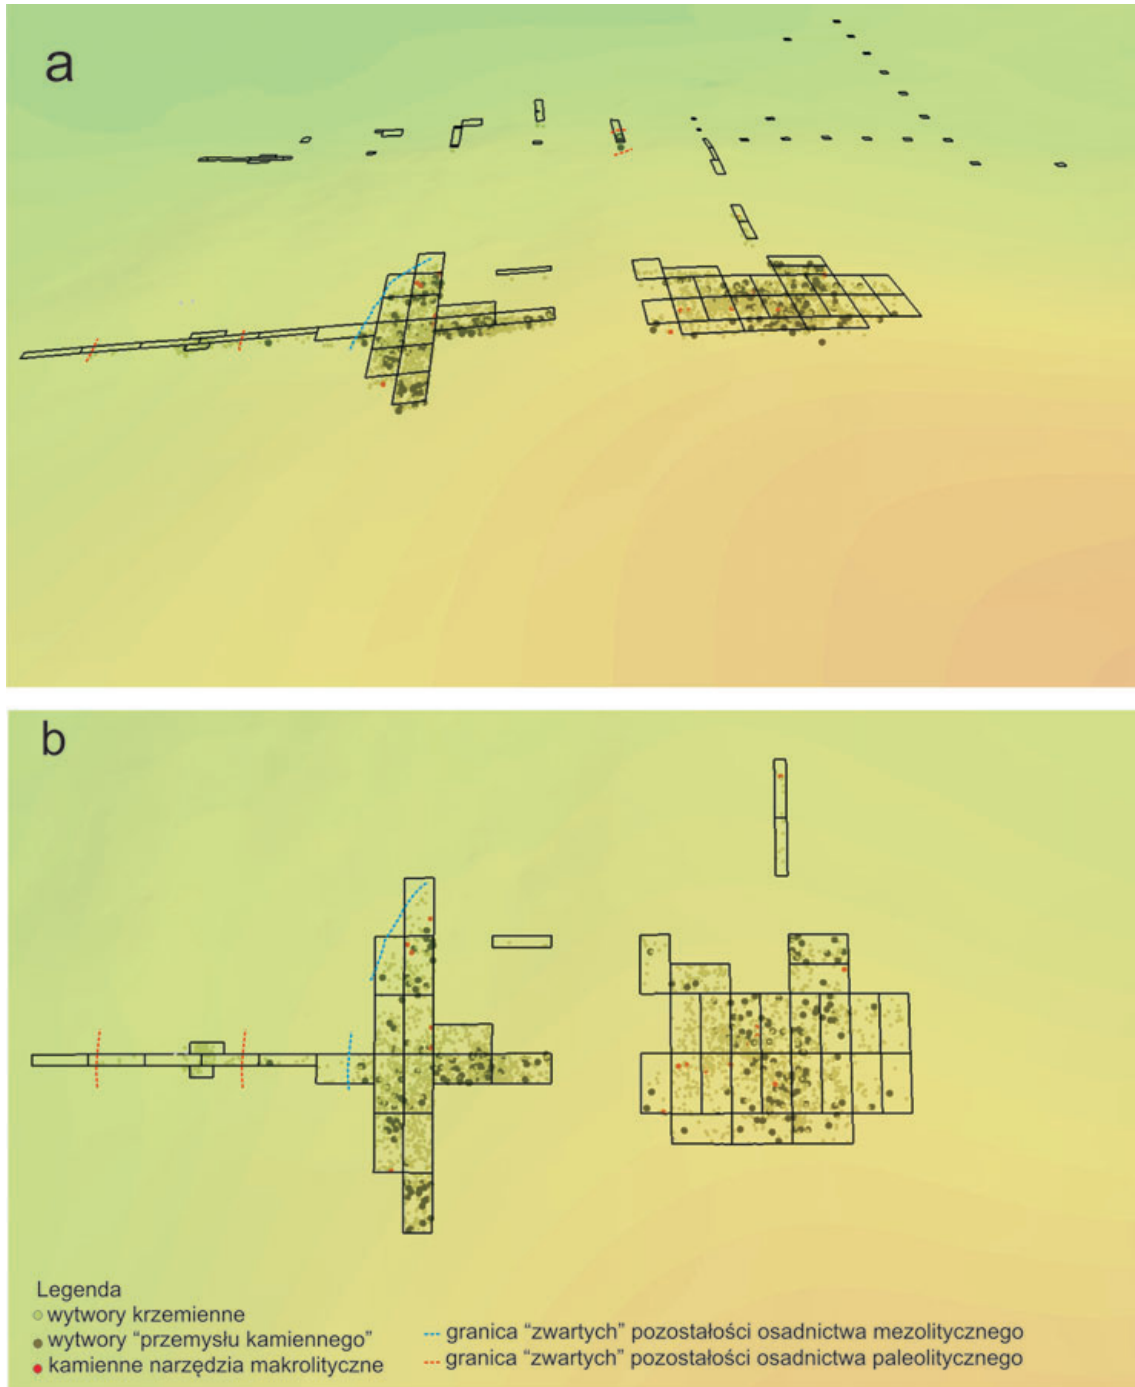 a
b
Legenda
wytwory krzemienne
wytwory "przemysłu kamiennego"
kamienne narzędzia makrolityczne
granica "zwartych" pozostałości osadnictwa mezolitycznego
granica "zwartych" pozostałości osadnictwa paleolitycznego